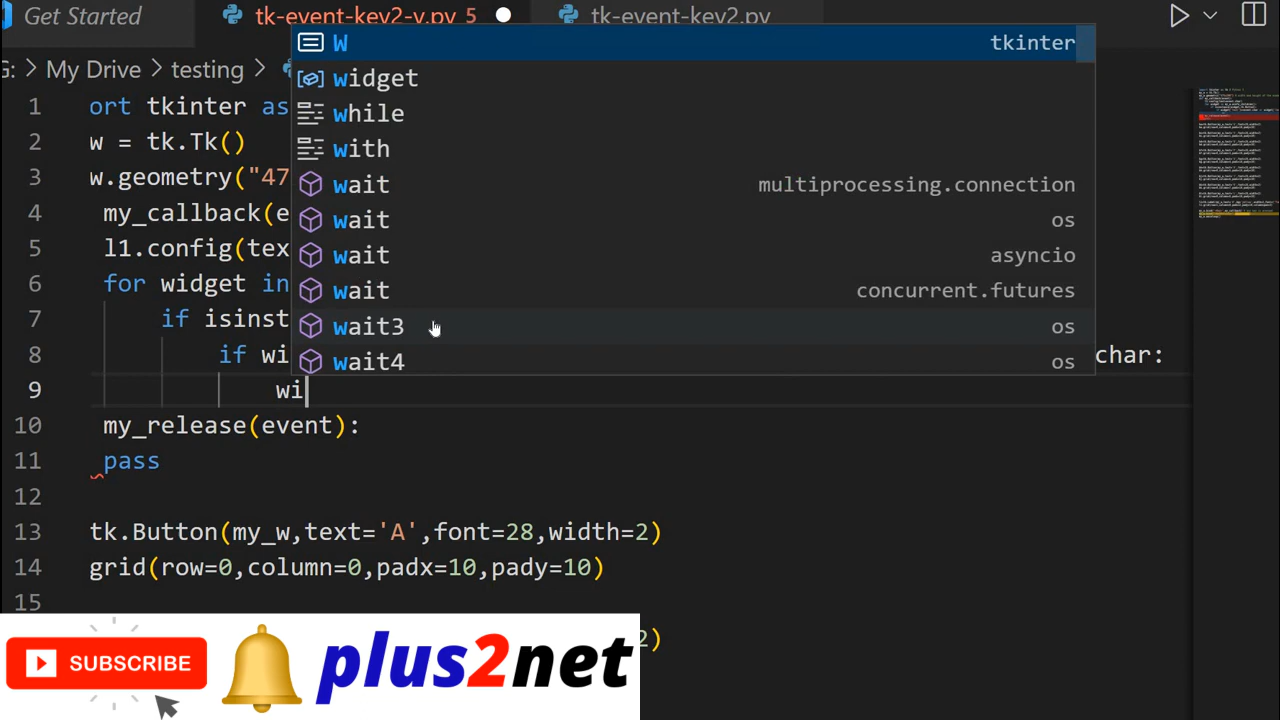 Get Started tk-event-key2-v.py 5 tk-event-key2.py
G: > My Drive > testing >
W tkinter
widget
while
with
wait multiprocessing.connection
wait os
wait asyncio
wait concurrent.futures
wait3 os
wait4 os
1 ort tkinter as
2 w = tk.Tk()
3 w.geometry("47
4 my_callback(e
5 l1.config(tex
6 for widget in
7 if isinst
8 if wi char:
9 wi
10 my_release(event):
11 pass
12
13 tk.Button(my_w,text='A',font=28,width=2)
14 grid(row=0,column=0,padx=10,pady=10)
15
2)
SUBSCRIBE
plus2net